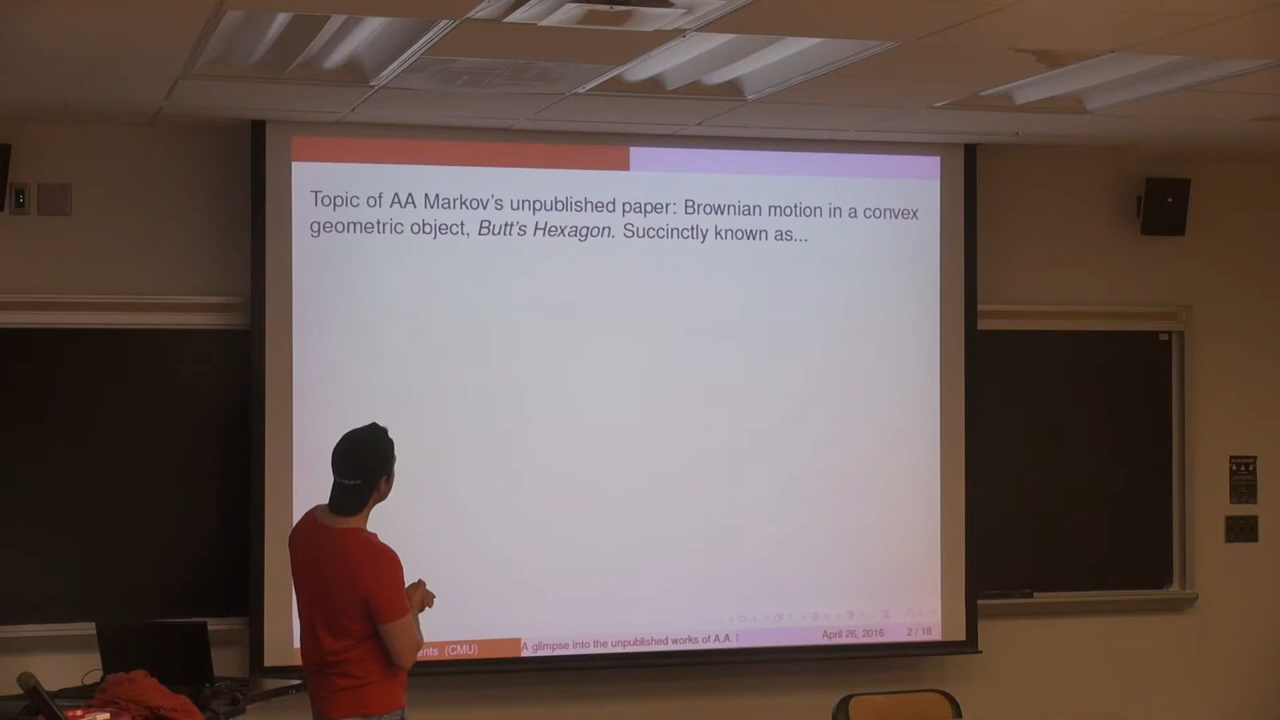 Topic of AA Markov's unpublished paper: Brownian motion in a convex
geometric object, Butt's Hexagon. Succinctly known as...
ents (CMU)
A glimpse into the unpublished works of A.A. 
April 26, 2016
2 / 18